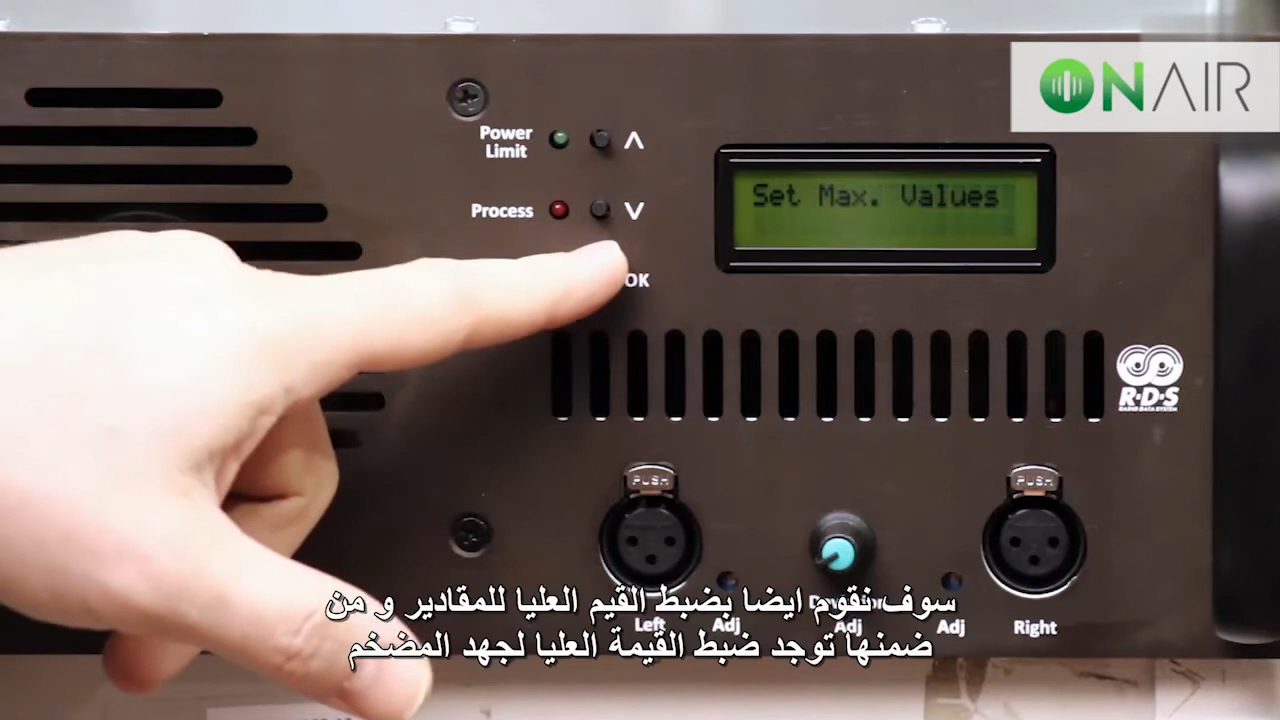 ONAIR
Power
Limit
Process
OK
Set Max. Values
R·D·S
RADIO DATA SYSTEM
PUSH
PUSH
سوف نقوم ايضا بضبط القيم العليا للمقادير و من
ضمنها توجد ضبط القيمة العليا لجهد المضخم
Left
Adj
Adj
Adj
Right